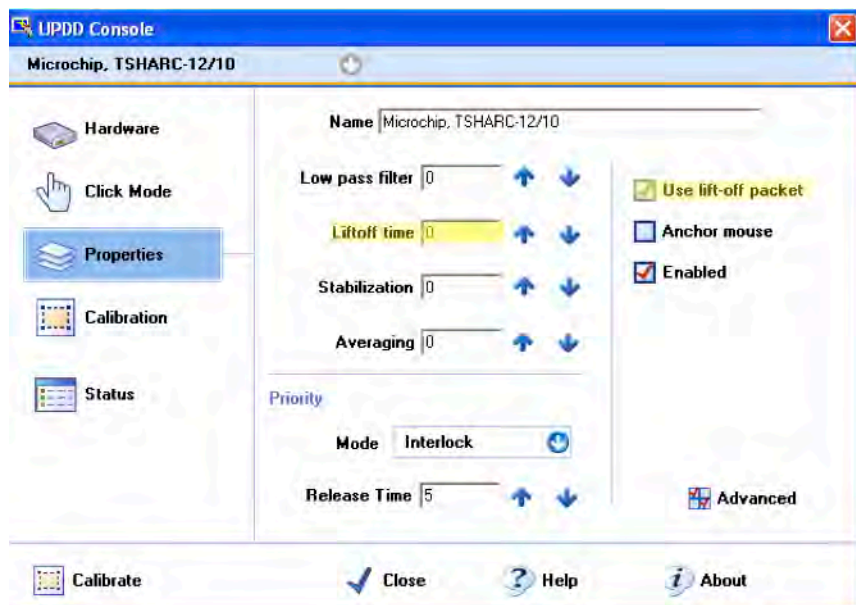 UPDD Console
Microchip, TSHARC-12/10
Hardware
Click Mode
Properties
Calibration
Status
Name Microchip, TSHARC-12/10
Low pass filter 0
Liftoff time 0
Stabilization 0
Averaging 0
Use lift-off packet
Anchor mouse
Enabled
Priority
Mode Interlock
Release Time 5
Advanced
Calibrate
Close
Help
About